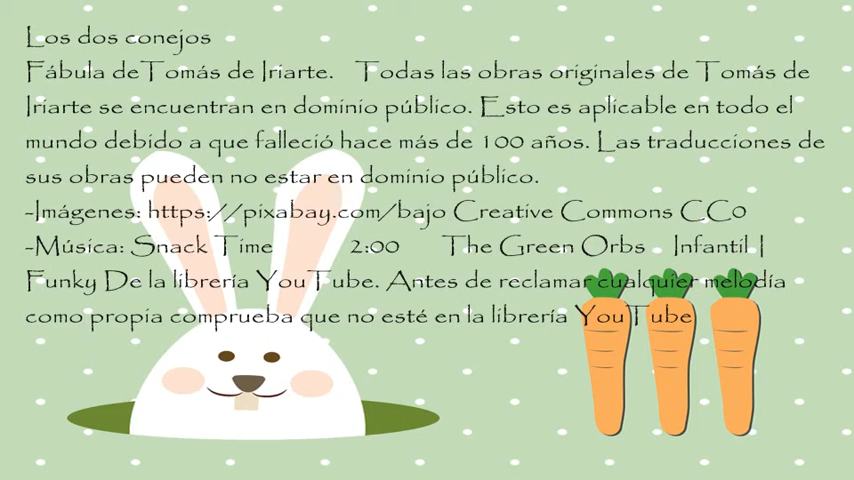 Los dos conejos
Fábula deTomás de Iriarte. Todas las obras originales de Tomás de
Iriarte se encuentran en dominio público. Esto es aplicable en todo el
mundo debido a que falleció hace más de 100 años. Las traducciones de
sus obras pueden no estar en dominio público.
-Imágenes: https://pixabay.com/bajo Creative Commons CC0
-Música: Snack Time 2:00 The Green Orbs Infantil |
Funky De la librería YouTube. Antes de reclamar cualquier melodía
como propia comprueba que no esté en la librería YouTube